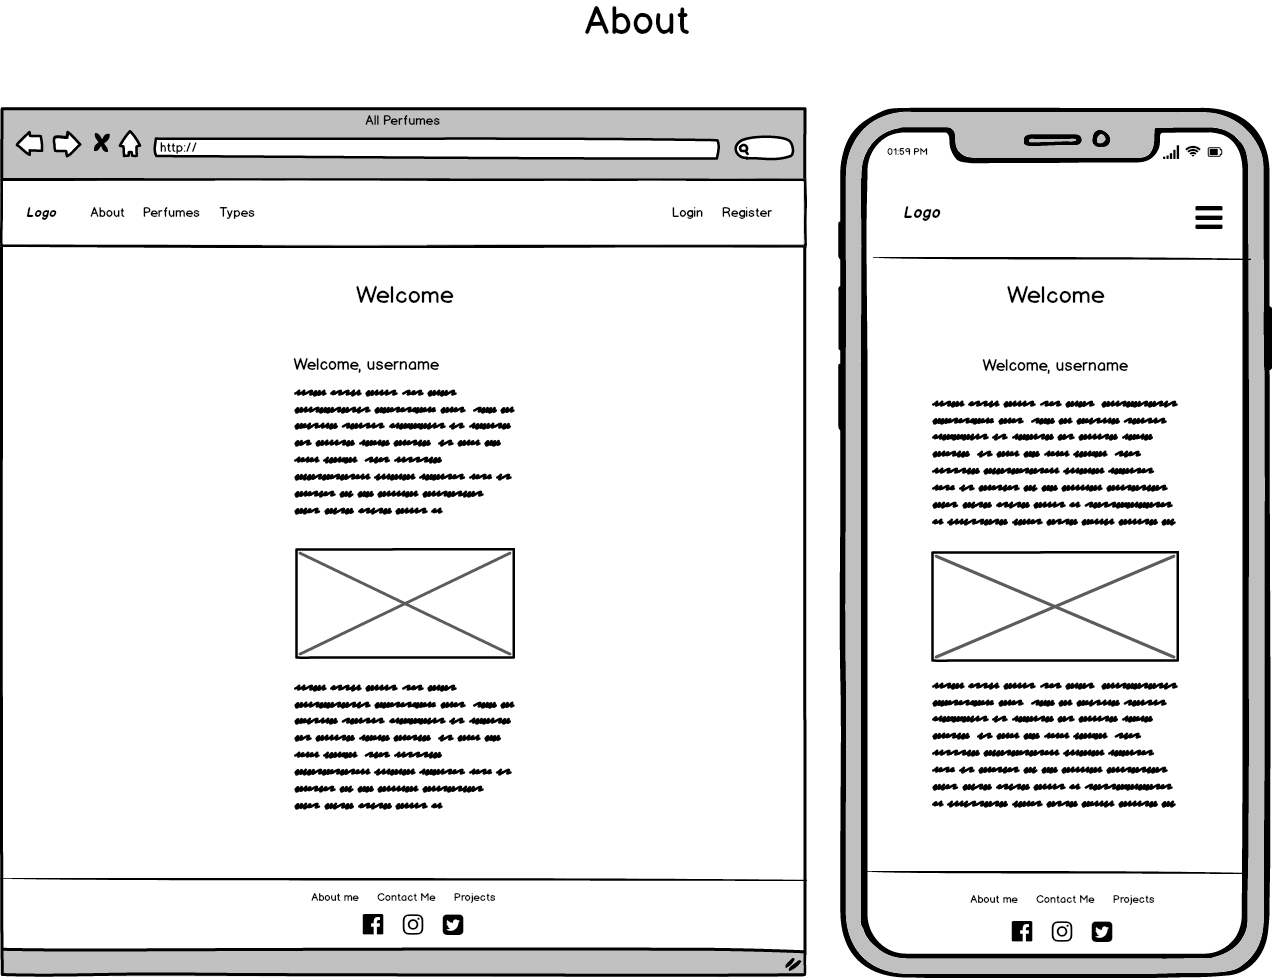 About
All Perfumes
http://
Logo About Perfumes Types Login Register
Welcome
Welcome, username
About me Contact Me Projects
01:59 PM
Logo
Welcome
Welcome, username
About me Contact Me Projects